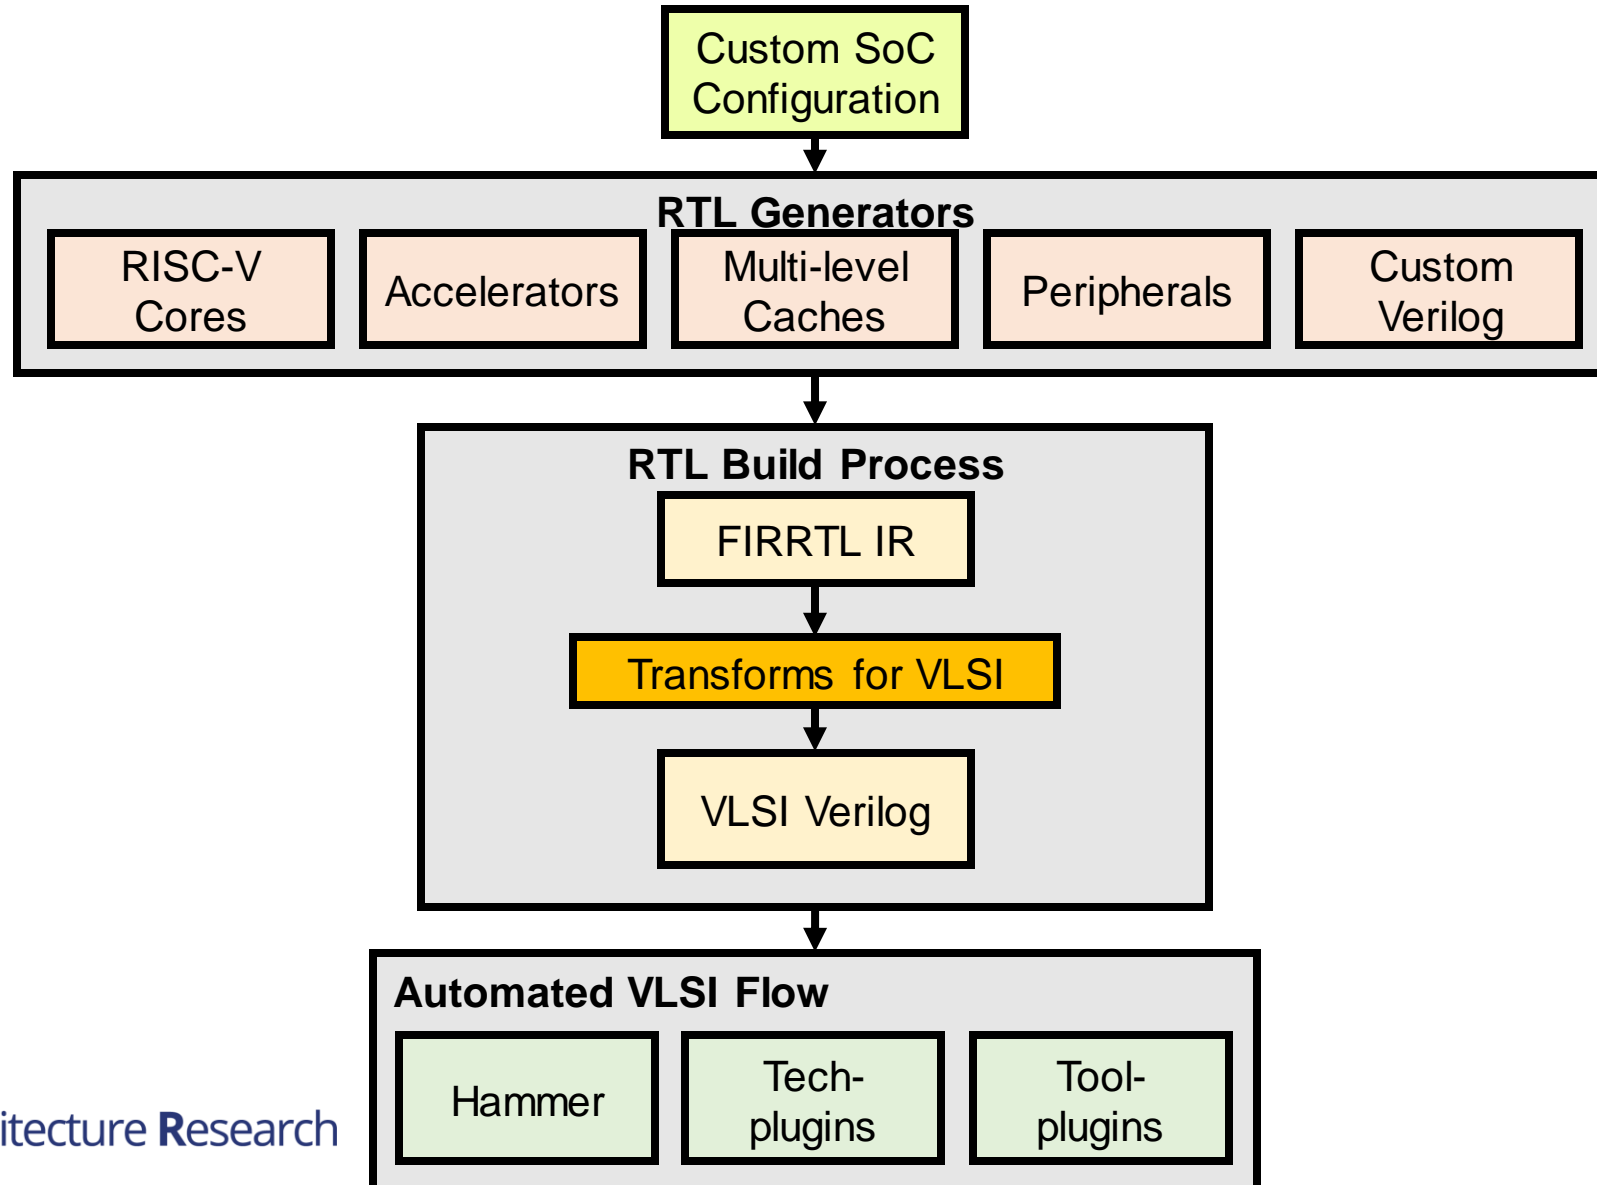 Custom SoC
Configuration
RTL Generators
RISC-V
Cores
Accelerators
Multi-level
Caches
Peripherals
Custom
Verilog
RTL Build Process
FIRRTL IR
Transforms for VLSI
VLSI Verilog
Automated VLSI Flow
Hammer
Tech-
plugins
Tool-
plugins
itecture Research